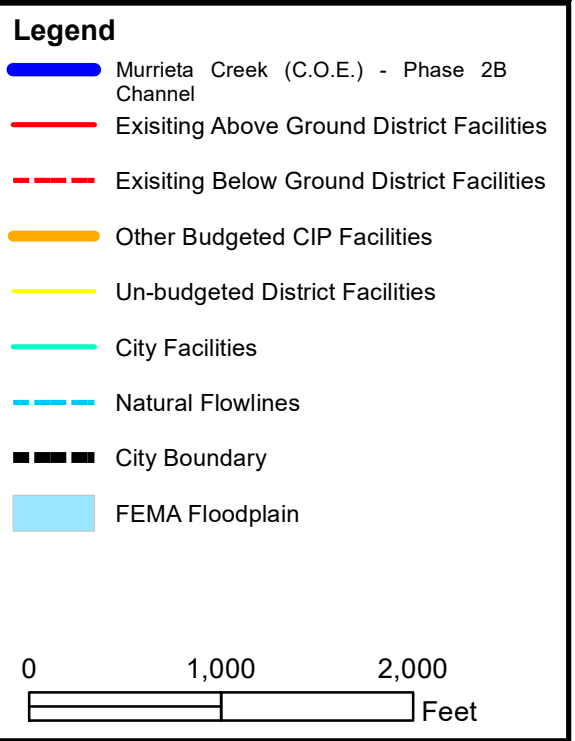 Legend
Murrieta Creek (C.O.E.) - Phase 2B
Channel
Exisiting Above Ground District Facilities
Exisiting Below Ground District Facilities
Other Budgeted CIP Facilities
Un-budgeted District Facilities
City Facilities
Natural Flowlines
City Boundary
FEMA Floodplain
0 1,000 2,000
Feet